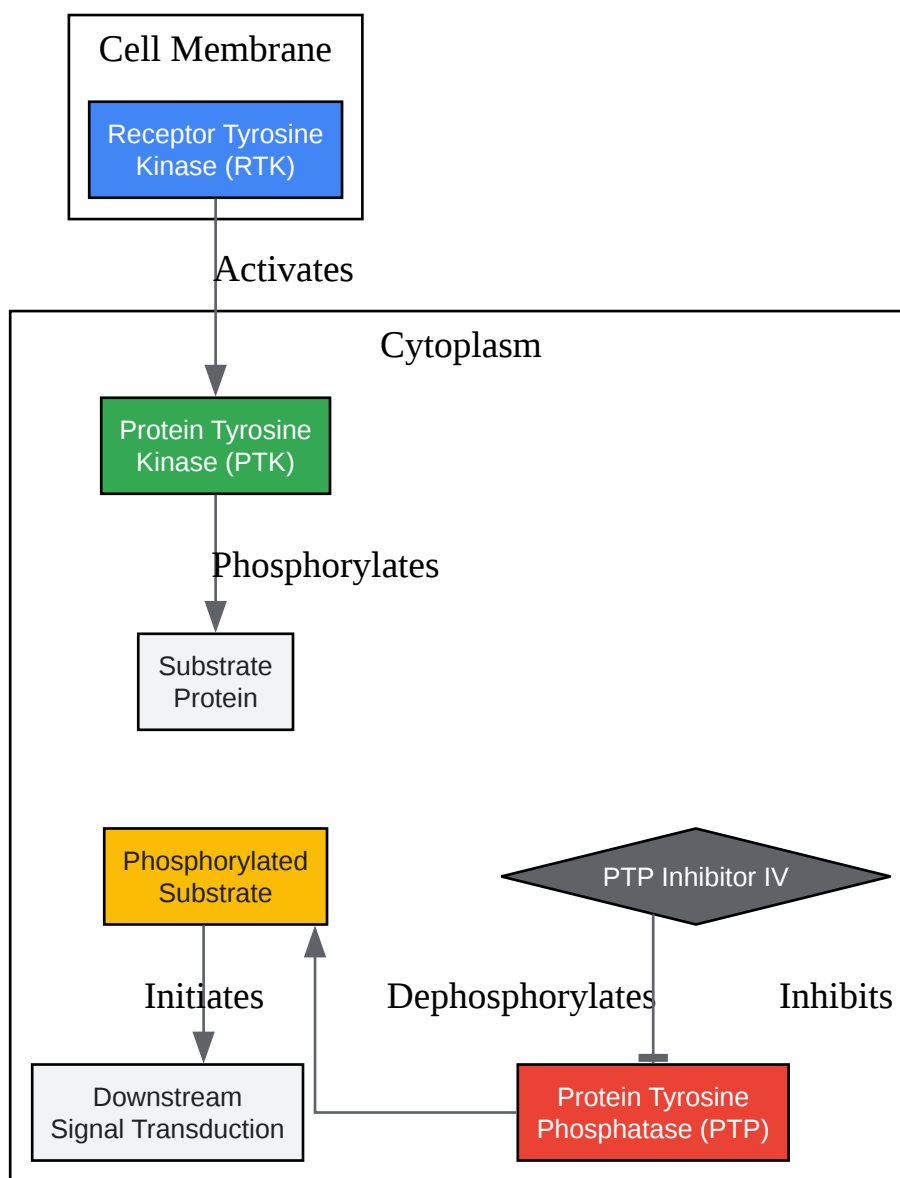 Cell Membrane
Receptor Tyrosine
Kinase (RTK)
Activates
Cytoplasm
Protein Tyrosine
Kinase (PTK)
Phosphorylates
Substrate
Protein
Phosphorylated
Substrate
PTP Inhibitor IV
Initiates
Dephosphorylates
Inhibits
Downstream
Signal Transduction
Protein Tyrosine
Phosphatase (PTP)